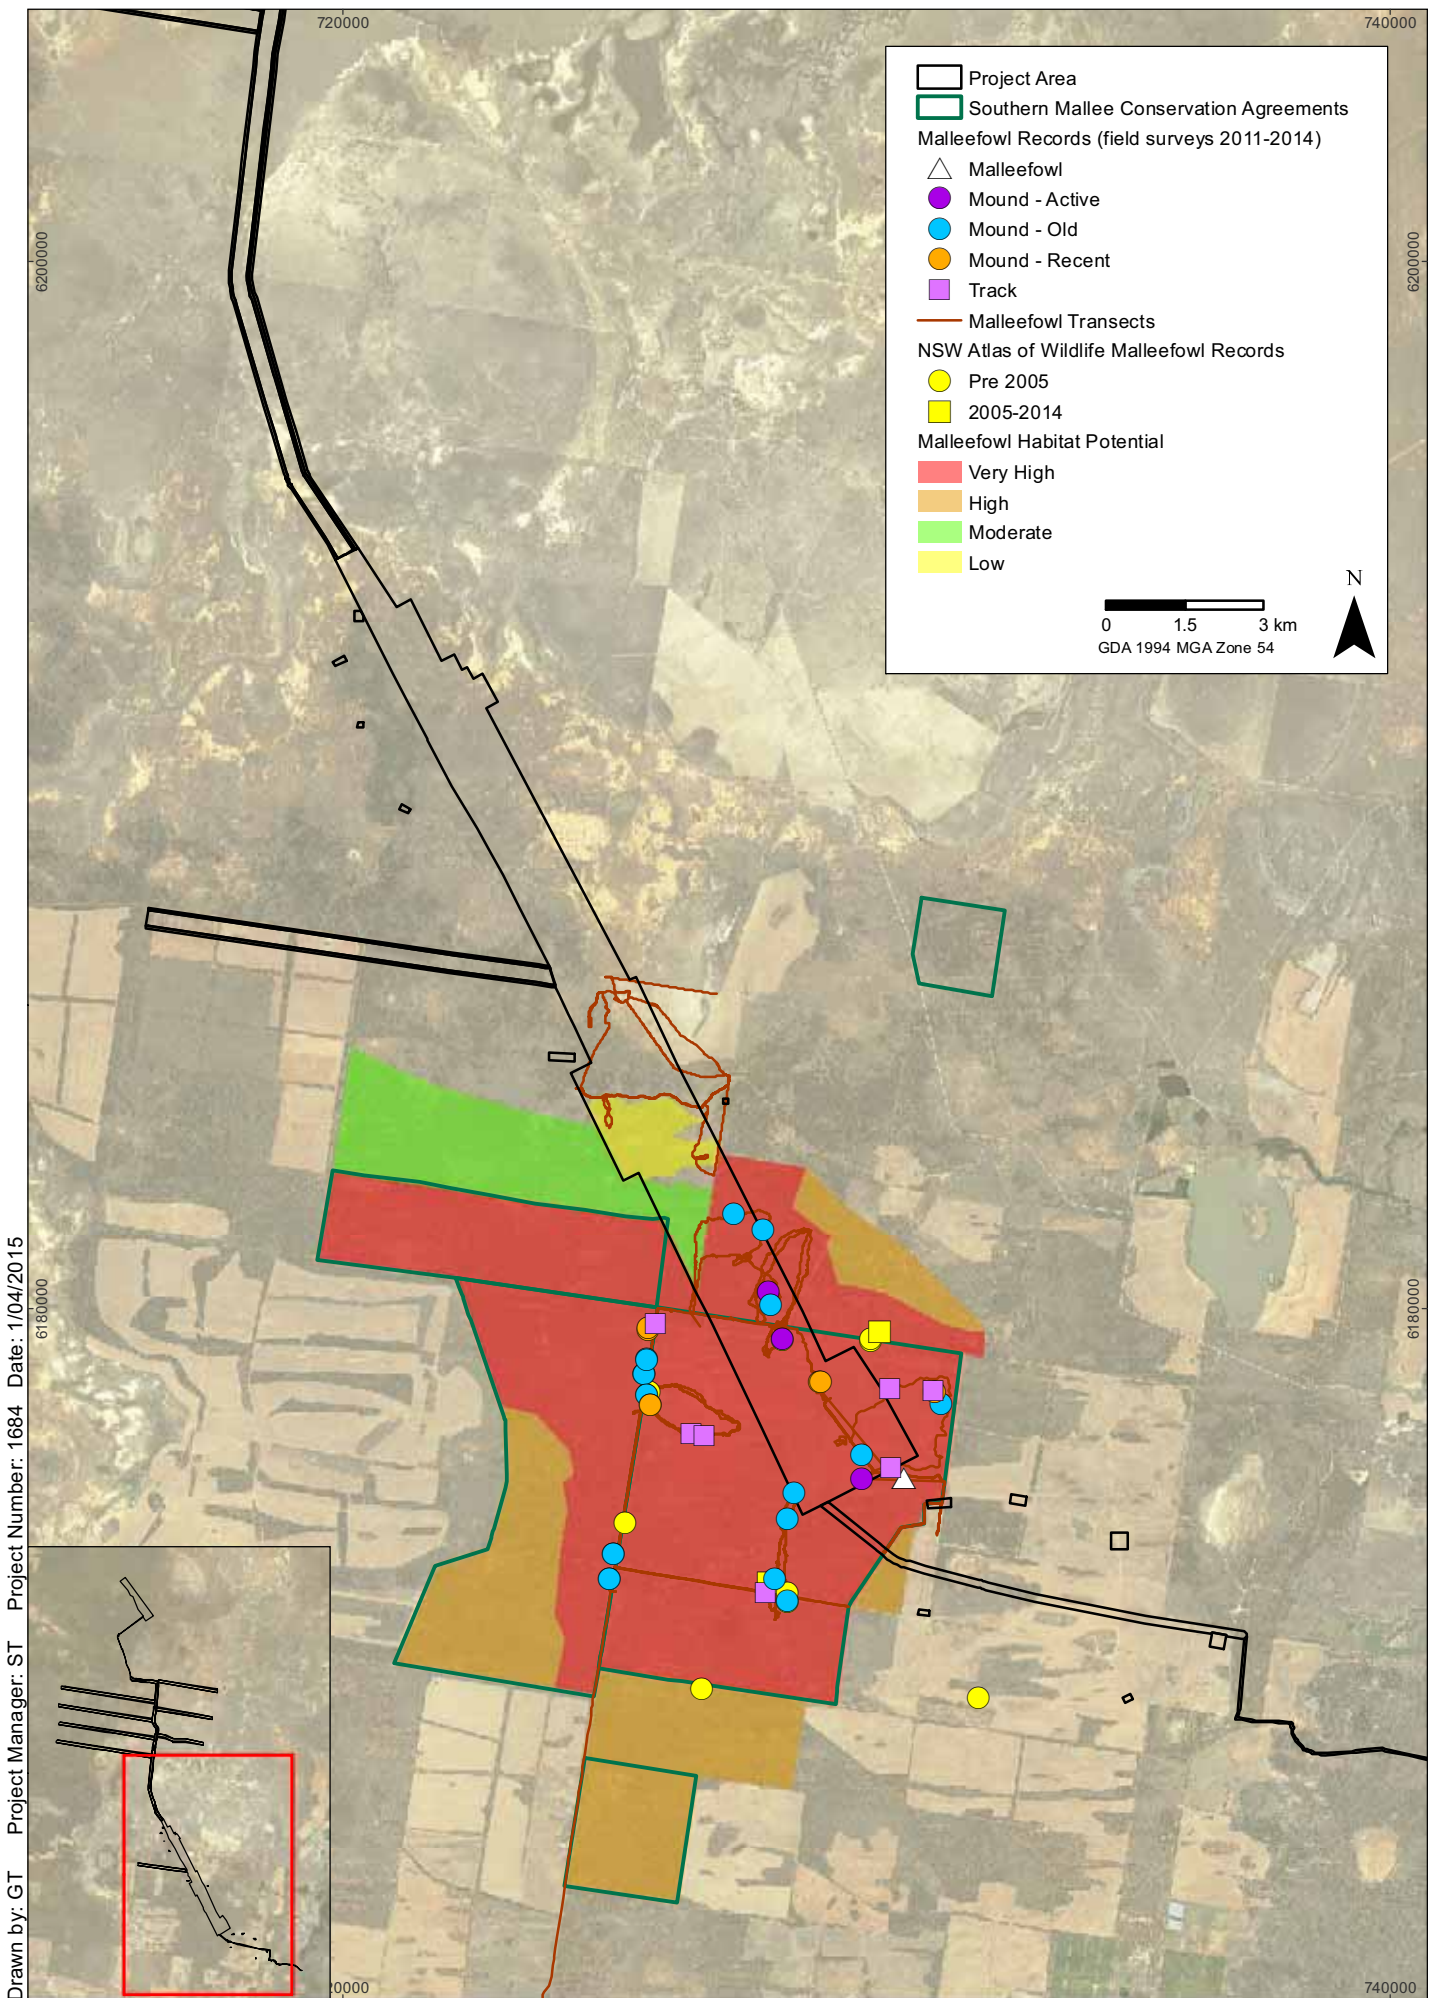 720000
740000
6200000
6200000
Project Area
Southern Mallee Conservation Agreements
Malleefowl Records (field surveys 2011-2014)
Malleefowl
Mound - Active
Mound - Old
Mound - Recent
Track
Malleefowl Transects
NSW Atlas of Wildlife Malleefowl Records
Pre 2005
2005-2014
Malleefowl Habitat Potential
Very High
High
Moderate
Low
N
0 1.5 3 km
GDA 1994 MGA Zone 54
6180000
6180000
Drawn by: GT Project Manager: ST Project Number: 1684 Date: 1/04/2015
20000
740000